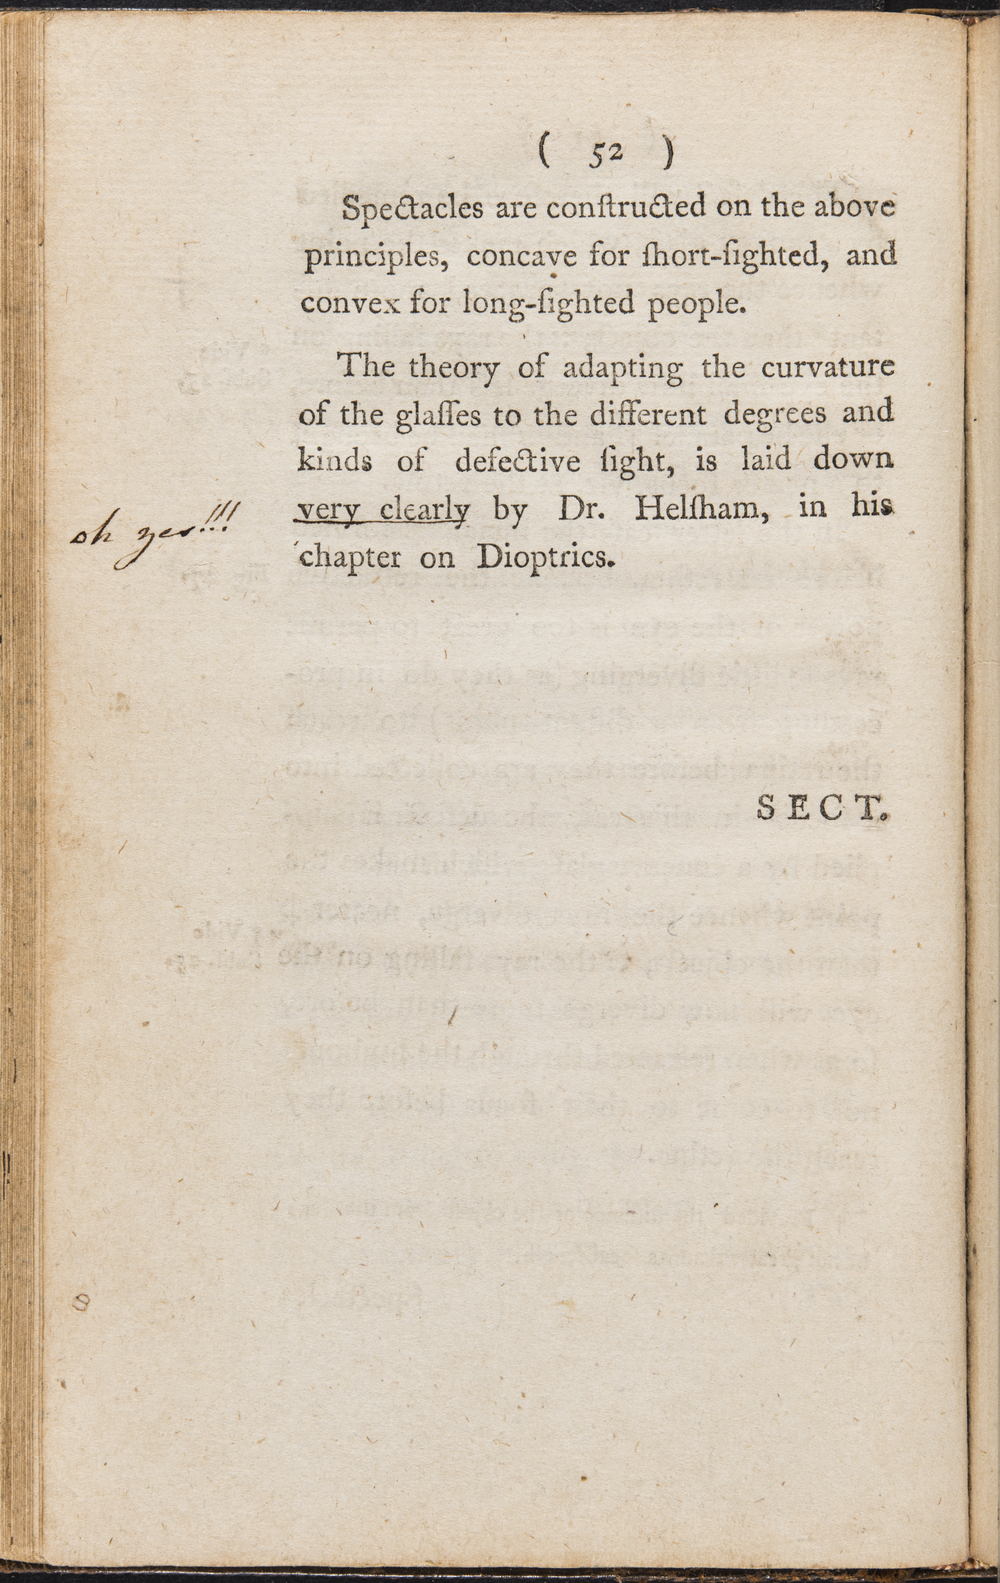 ( 52 )
Spectacles are conſtructed on the above
principles, concave for ſhort-ſighted, and
convex for long-ſighted people.
The theory of adapting the curvature
of the glaſſes to the different degrees and
kinds of defective ſight, is laid down
very clearly by Dr. Helſham, in his
oh yes!!!
chapter on Dioptrics.
SECT.